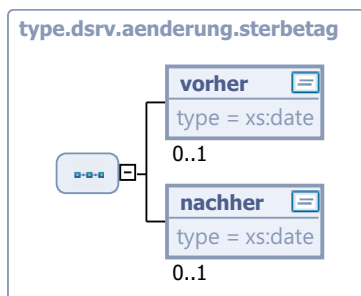 type.dsrv.aenderung.sterbetag
vorher
type = xs:date
0..1
nachher
type = xs:date
0..1